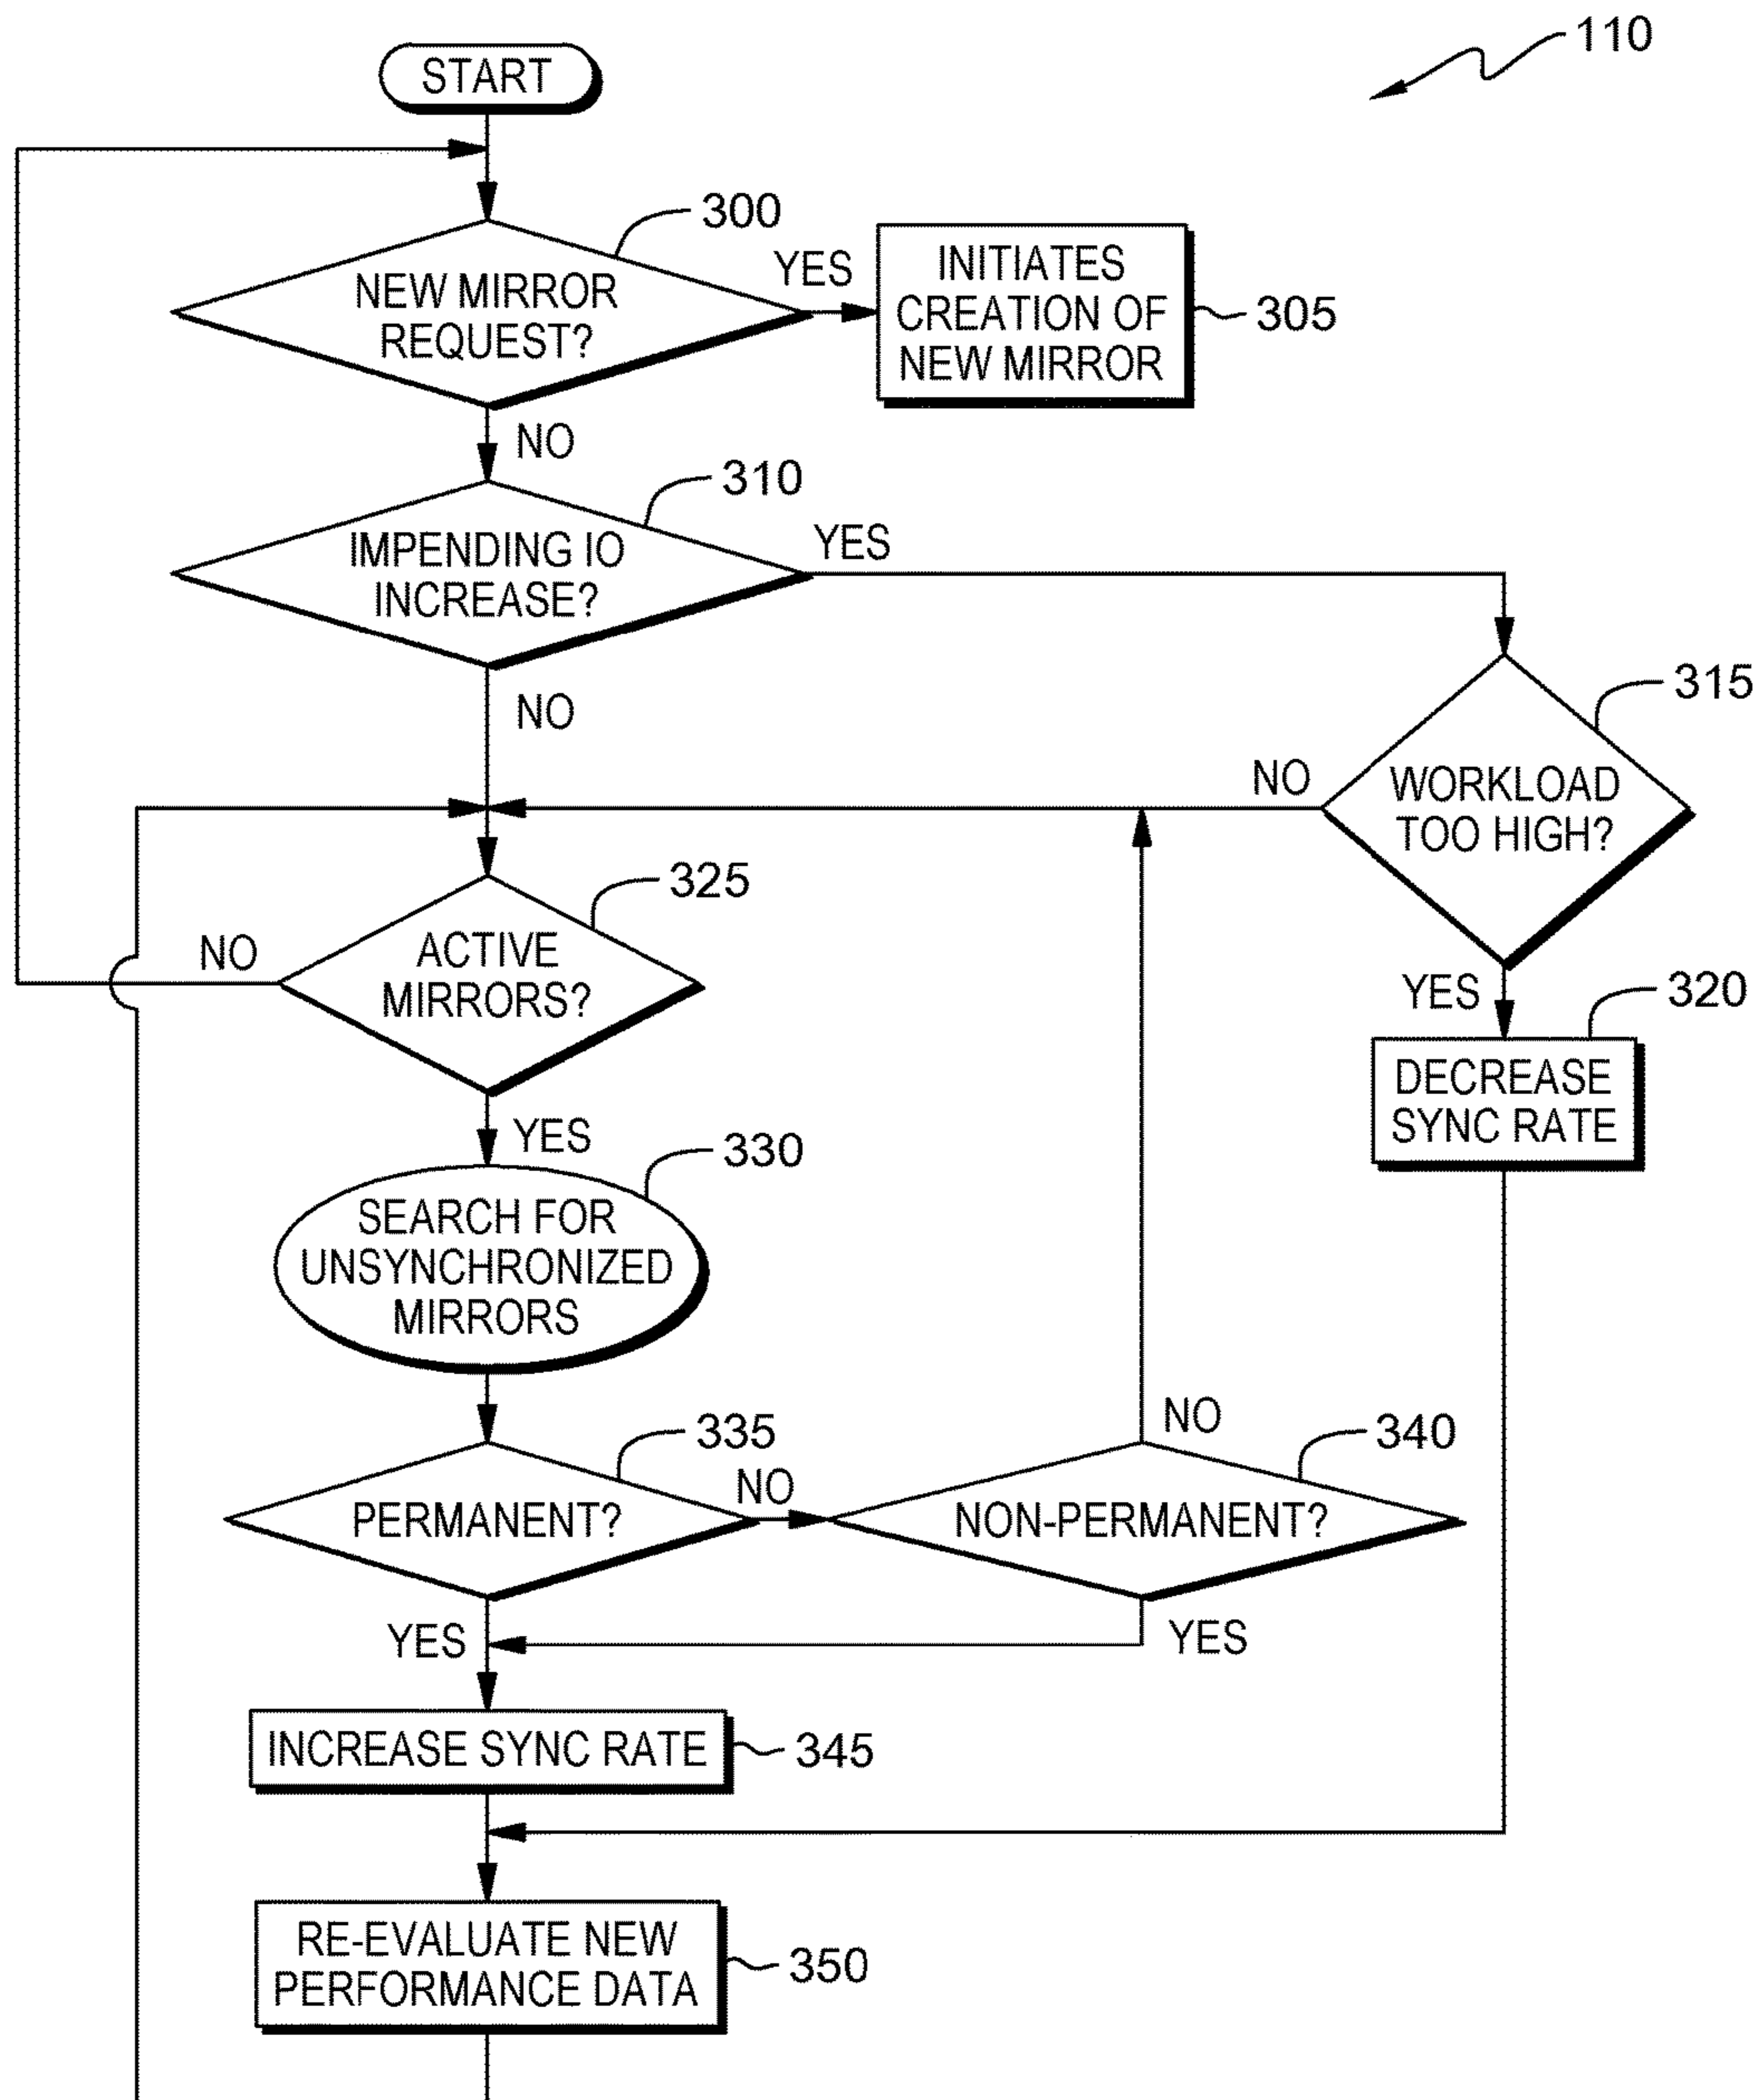 110
START
300
NEW MIRROR
REQUEST?
YES
INITIATES
CREATION OF
NEW MIRROR
305
NO
310
IMPENDING IO
INCREASE?
YES
NO
315
WORKLOAD
TOO HIGH?
NO
YES
320
DECREASE
SYNC RATE
325
ACTIVE
MIRRORS?
NO
YES
330
SEARCH FOR
UNSYNCHRONIZED
MIRRORS
335
PERMANENT?
NO
340
NON-PERMANENT?
NO
YES
YES
INCREASE SYNC RATE
345
RE-EVALUATE NEW
PERFORMANCE DATA
350